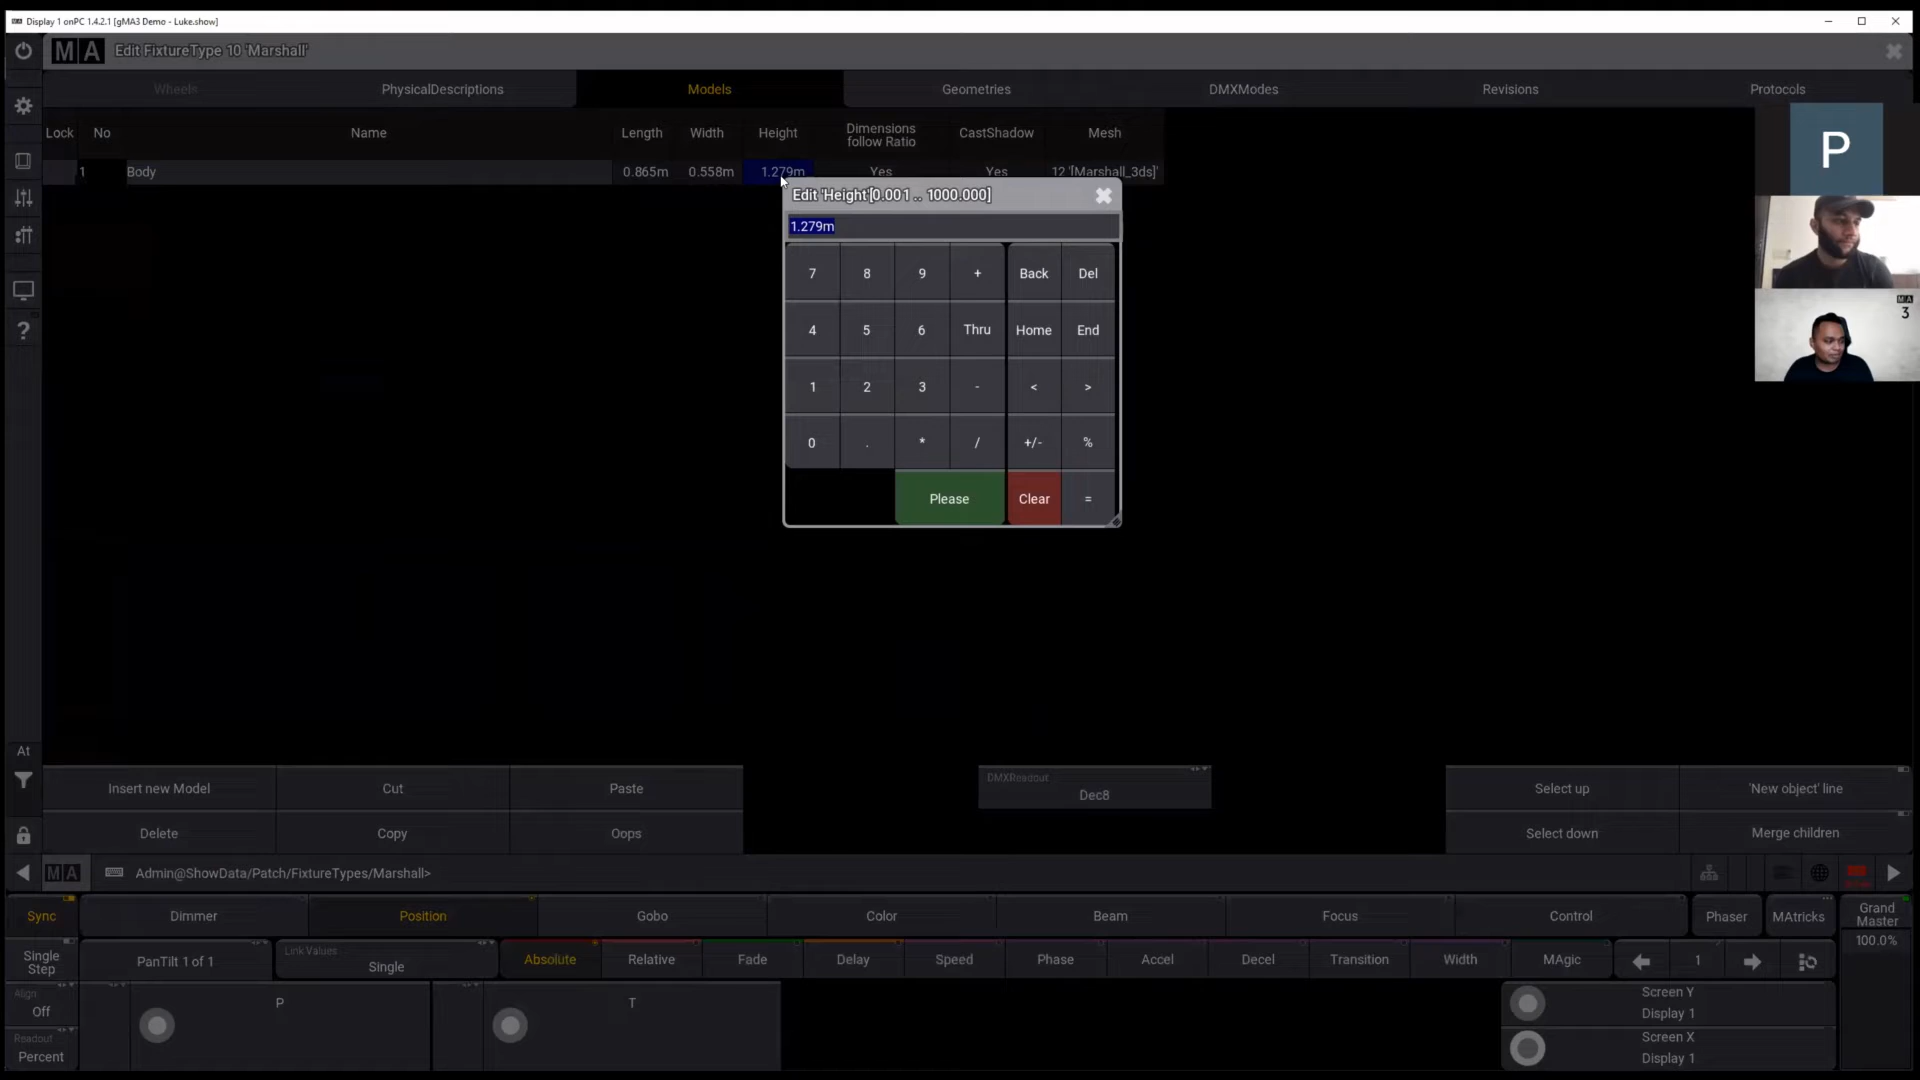 Display 1 onPC 1.4.2.1 [gMA3 Demo - Luke.show]
MA Edit FixtureType 10 'Marshall'
Wheels PhysicalDescriptions Models Geometries DMXModes Revisions Protocols
Lock No Name Length Width Height Dimensions follow Ratio CastShadow Mesh
1 Body 0.865m 0.558m 1.279m Yes Yes 12 '[Marshall_3ds]'
P
MA
3
Edit 'Height'[0.001 .. 1000.000]
1.279m
7 8 9 + Back Del
4 5 6 Thru Home End
1 2 3 - < >
0 . * / +/- %
Please Clear =
?
At
Insert new Model Cut Paste
DMXReadout
Dec8
Select up 'New object' line
Delete Copy Oops
Select down Merge children
MA Admin@ShowData/Patch/FixtureTypes/Marshall>
Sync Dimmer Position Gobo Color Beam Focus Control Phaser MAtricks
Grand
Master
100.0%
Single
Step
PanTilt 1 of 1
Link Values
Single
Absolute Relative Fade Delay Speed Phase Accel Decel Transition Width MAgic 1
Align
Off
P
T
Screen Y
Display 1
Readout
Percent
Screen X
Display 1